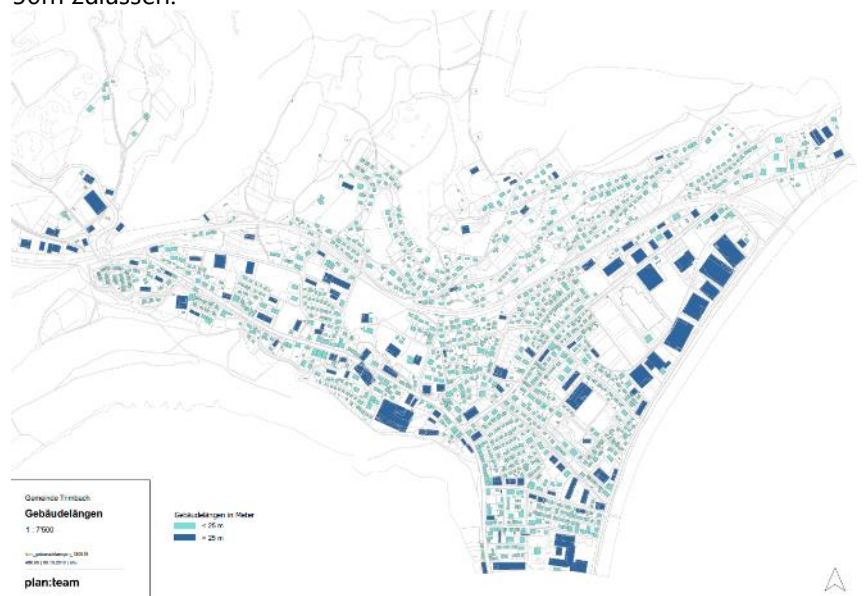 50m zulassen.
Gemeinde Trimbach
Gebäudelängen
1 : 7'500
plan:team
Gebäudelängen in Meter
< 25 m
> 25 m